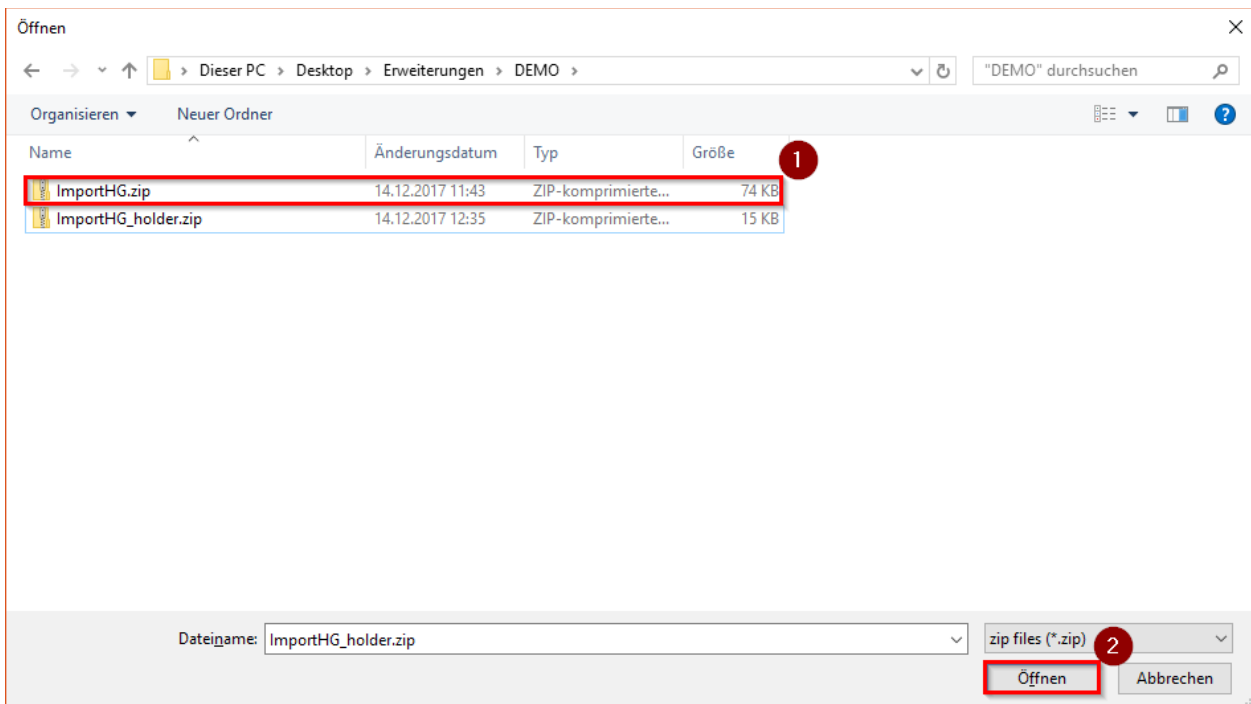 Öffnen
Dieser PC > Desktop > Erweiterungen > DEMO >
"DEMO" durchsuchen
Organisieren
Neuer Ordner
?
Name
Änderungsdatum
Typ
Größe
1
ImportHG.zip 14.12.2017 11:43 ZIP-komprimierte... 74 KB
ImportHG_holder.zip 14.12.2017 12:35 ZIP-komprimierte... 15 KB
Dateiname: ImportHG_holder.zip
zip files (*.zip)
2
Öffnen
Abbrechen